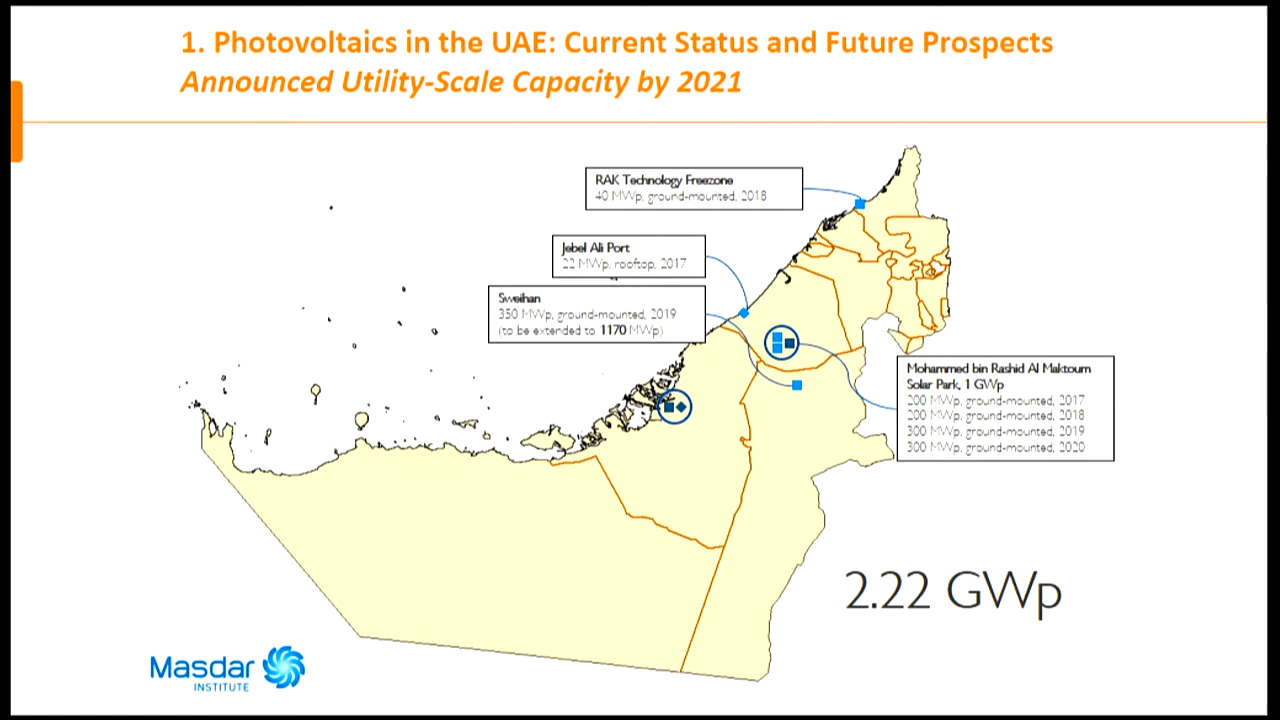 1. Photovoltaics in the UAE: Current Status and Future Prospects
Announced Utility-Scale Capacity by 2021
RAK Technology Freezone
40 MWp, ground-mounted, 2018
Jebel Ali Port
22 MWp, rooftop, 2017
Sweihan
350 MWp, ground-mounted, 2019
(to be extended to 1170 MWp)
Mohammed bin Rashid Al Maktoum
Solar Park, 1 GWp
200 MWp, ground-mounted, 2017
200 MWp, ground-mounted, 2018
300 MWp, ground-mounted, 2019
300 MWp, ground-mounted, 2020
2.22 GWp
Masdar
INSTITUTE